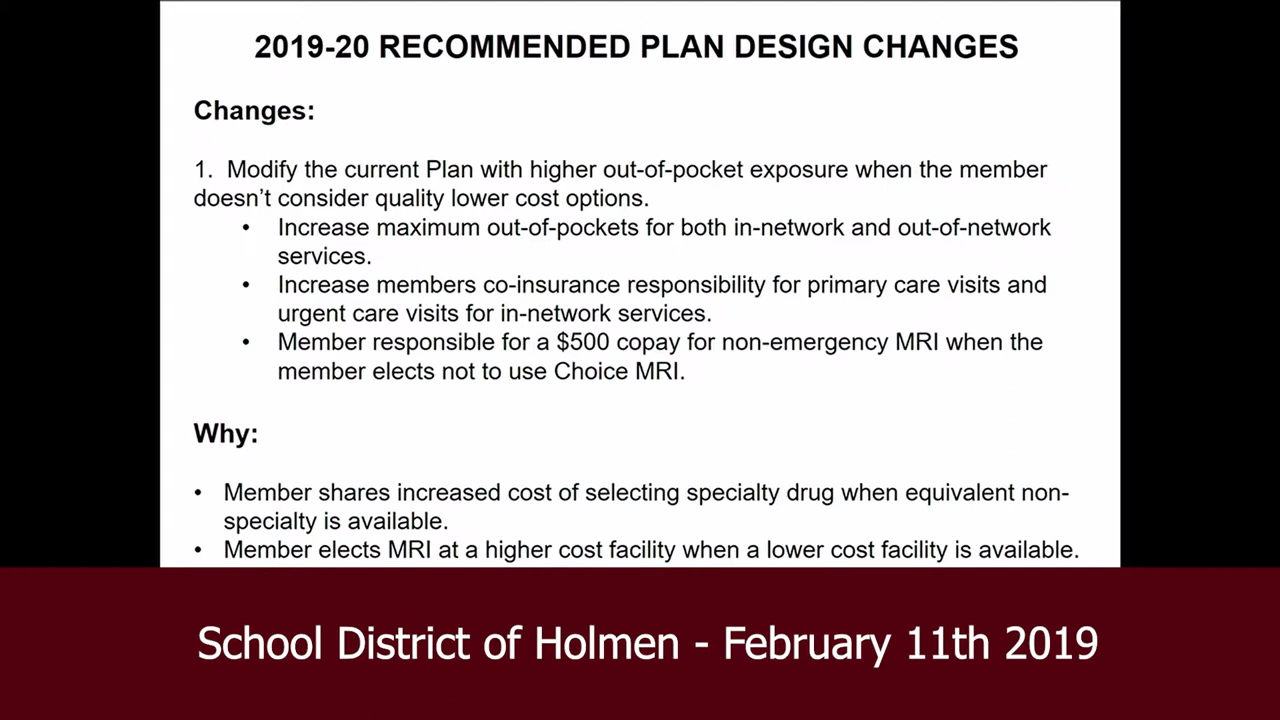 2019-20 RECOMMENDED PLAN DESIGN CHANGES
Changes:
1. Modify the current Plan with higher out-of-pocket exposure when the member
doesn’t consider quality lower cost options.
• Increase maximum out-of-pockets for both in-network and out-of-network
services.
• Increase members co-insurance responsibility for primary care visits and
urgent care visits for in-network services.
• Member responsible for a $500 copay for non-emergency MRI when the
member elects not to use Choice MRI.
Why:
• Member shares increased cost of selecting specialty drug when equivalent non-
specialty is available.
• Member elects MRI at a higher cost facility when a lower cost facility is available.
School District of Holmen - February 11th 2019